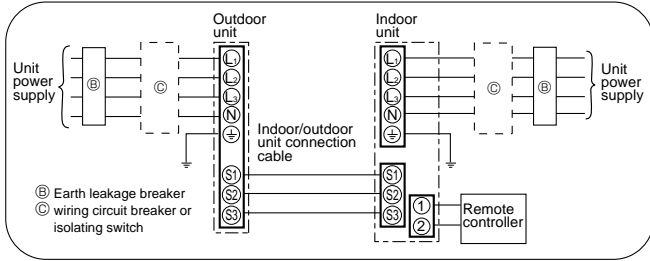 Outdoor
unit
Indoor
unit
Unit
power
supply
Ⓑ
Ⓒ
L1
L2
L3
N
⏚
S1
S2
S3
Indoor/outdoor
unit connection
cable
L1
L2
L3
N
⏚
S1
S2
S3
1
2
Remote
controller
Ⓒ
Ⓑ
Unit
power
supply
Ⓑ Earth leakage breaker
Ⓒ wiring circuit breaker or
isolating switch